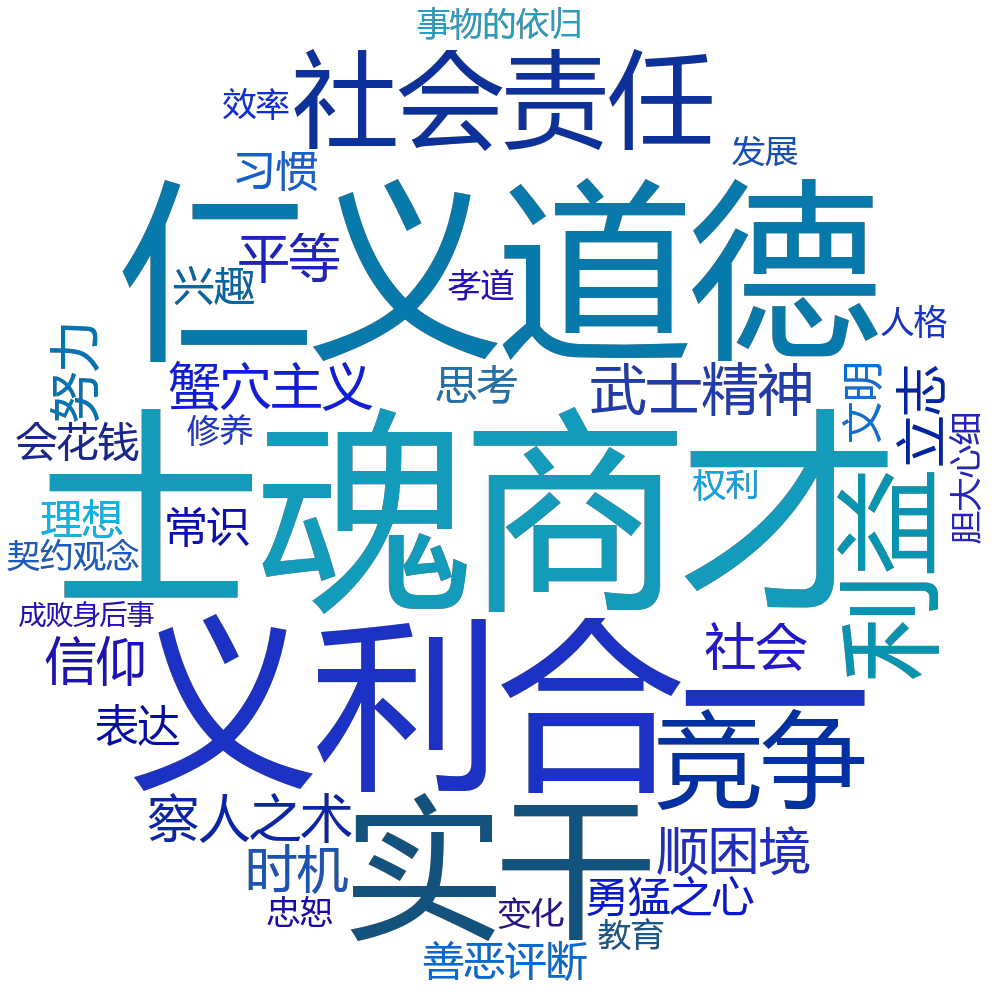 事物的依归
社会责任
效率
发展
习惯
仁义道德
平等
兴趣
孝道
人格
努力
蟹穴主义
思考
武士精神
文明
立志
士魂商才
会花钱
修养
胆大心细
权利
利益
理想
常识
契约观念
成败身后事
义利合一
信仰
社会
表达
竞争
实干
察人之术
顺困境
时机
勇猛之心
忠恕
变化
教育
善恶评断